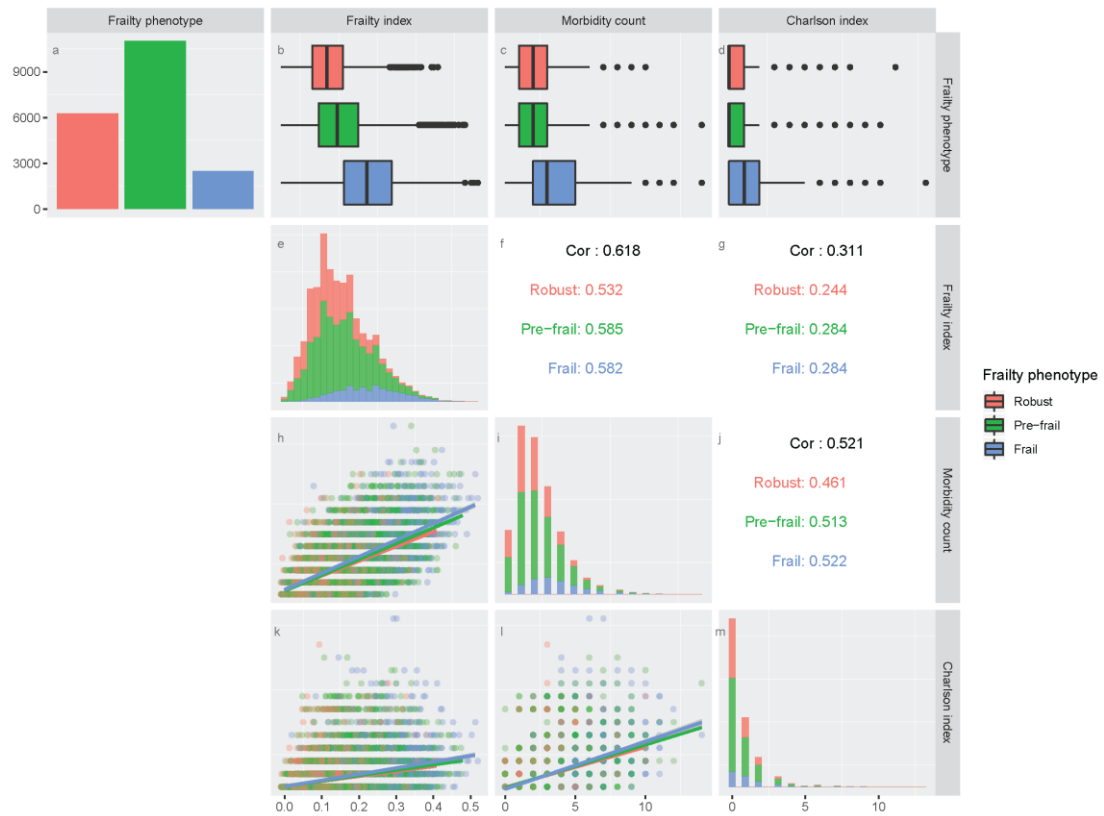 Frailty phenotype
Frailty index
Morbidity count
Charlson index
a
9000
6000
3000
0
b
c
d
Frailty phenotype
e
f
Cor : 0.618
Robust: 0.532
Pre−frail: 0.585
Frail: 0.582
g
Cor : 0.311
Robust: 0.244
Pre−frail: 0.284
Frail: 0.284
Frailty index
h
i
j
Cor : 0.521
Robust: 0.461
Pre−frail: 0.513
Frail: 0.522
Morbidity count
k
l
m
Charlson index
0.0 0.1 0.2 0.3 0.4 0.5
0 5 10
0 5 10
Frailty phenotype
Robust
Pre−frail
Frail